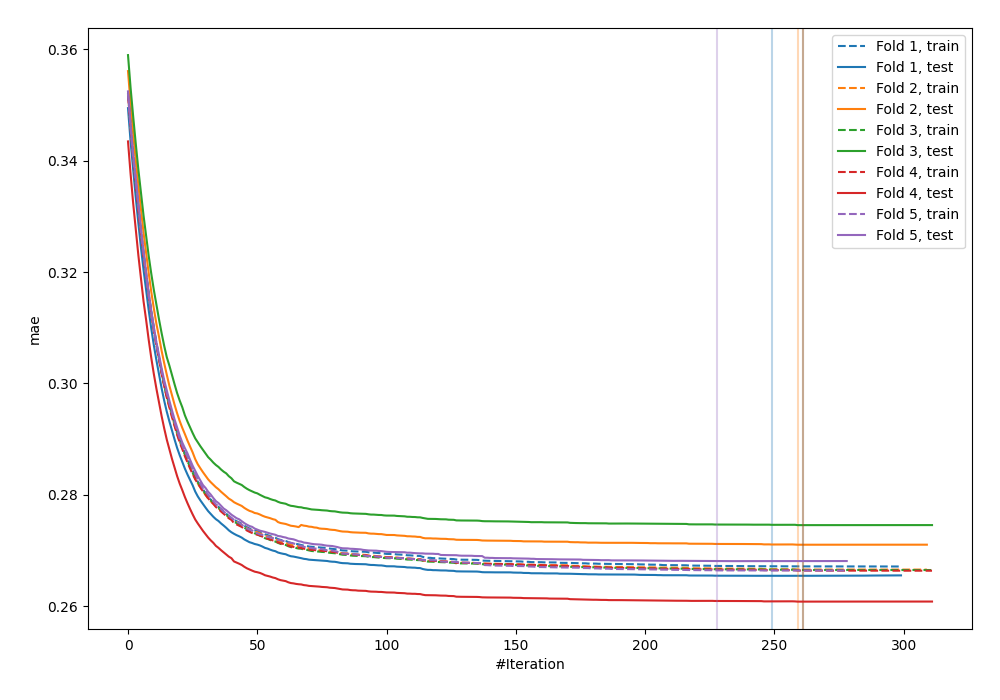 0.36
0.34
0.32
0.30
0.28
0.26
mae
0
50
100
150
200
250
300
#Iteration
Fold 1, train
Fold 1, test
Fold 2, train
Fold 2, test
Fold 3, train
Fold 3, test
Fold 4, train
Fold 4, test
Fold 5, train
Fold 5, test